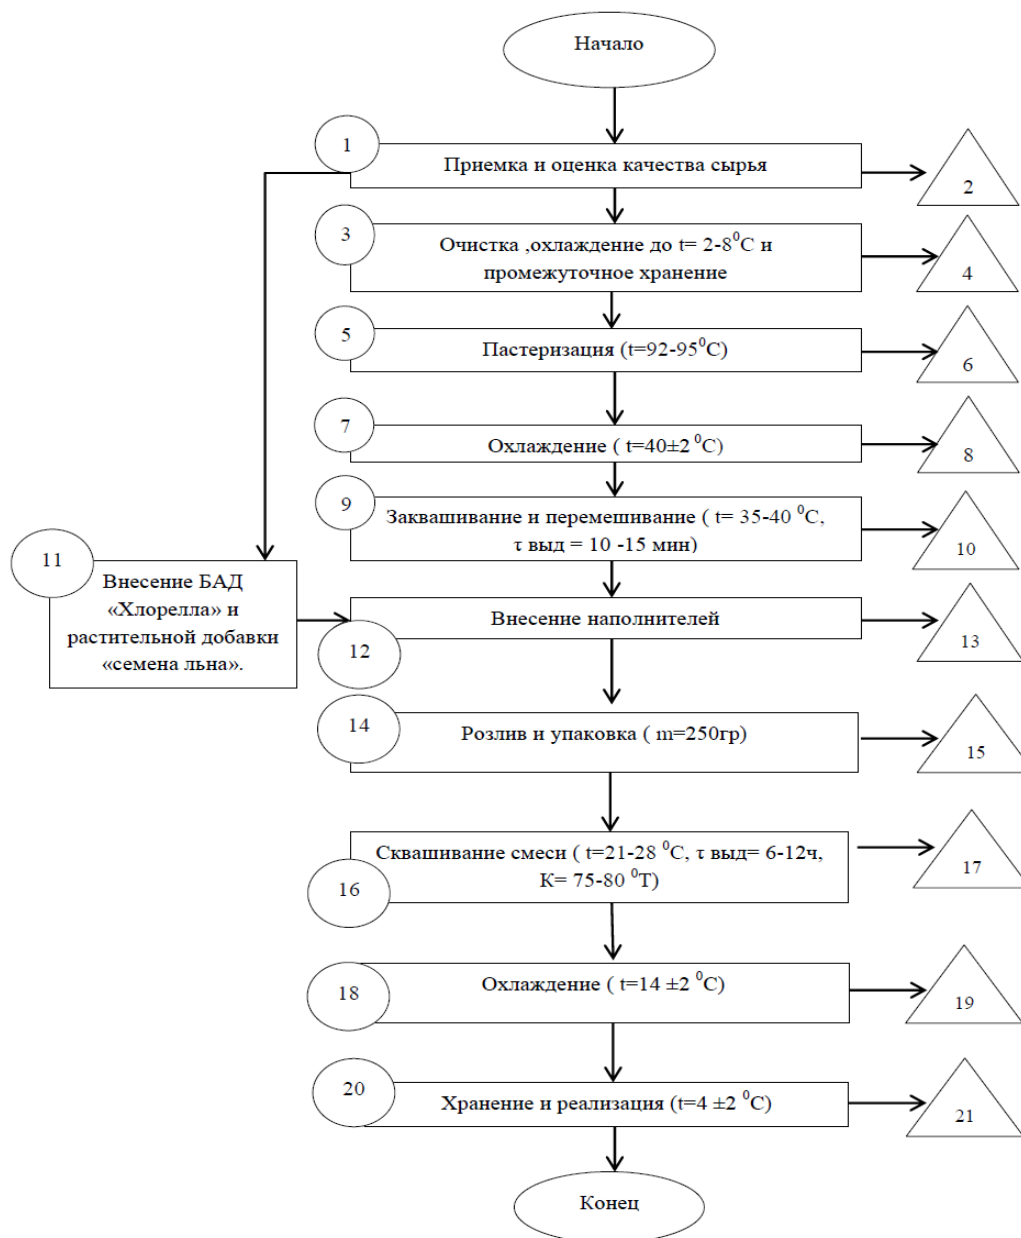 Начало
1
Приемка и оценка качества сырья
2
3
Очистка ,охлаждение до t= 2-8⁰С и
промежуточное хранение
4
5
Пастеризация (t=92-95⁰С)
6
7
Охлаждение ( t=40±2 ⁰С)
8
9
Заквашивание и перемешивание ( t= 35-40 ⁰С,
τ выд = 10 -15 мин)
10
11
Внесение БАД
«Хлорелла» и
растительной добавки
«семена льна».
12
Внесение наполнителей
13
14
Розлив и упаковка ( m=250гр)
15
16
Сквашивание смеси ( t=21-28 ⁰С, τ выд= 6-12ч,
К= 75-80 ⁰Т)
17
18
Охлаждение ( t=14 ±2 ⁰С)
19
20
Хранение и реализация (t=4 ±2 ⁰С)
21
Конец